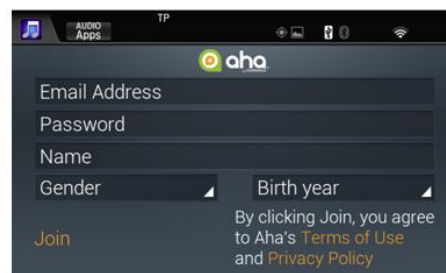 AUDIO
Apps
TP
aha
Email Address
Password
Name
Gender
Birth year
Join
By clicking Join, you agree
to Aha's Terms of Use
and Privacy Policy